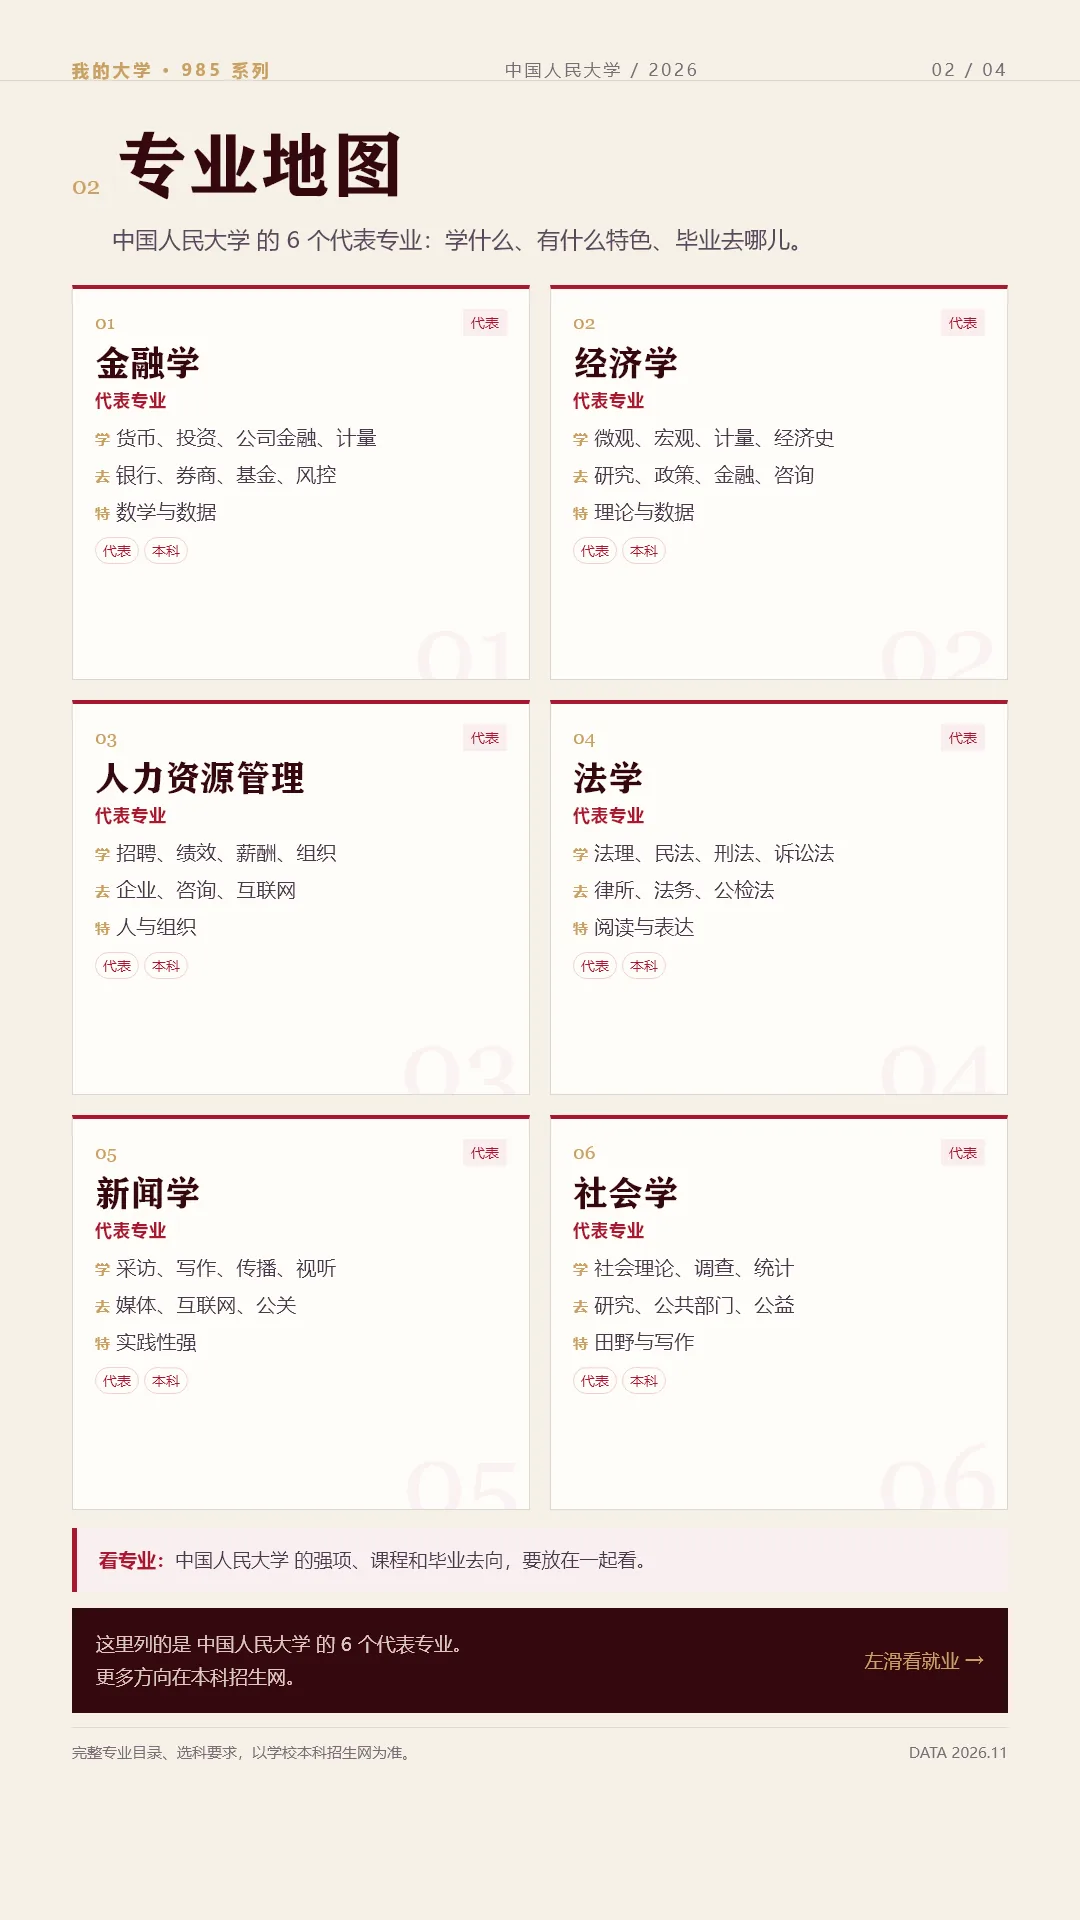 我的大学 • 985 系列
中国人民大学 / 2026
02 / 04
02 专业地图
中国人民大学 的 6 个代表专业：学什么、有什么特色、毕业去哪儿。
01 代表
金融学
代表专业
学 货币、投资、公司金融、计量
去 银行、券商、基金、风控
特 数学与数据
代表 本科
01
02 代表
经济学
代表专业
学 微观、宏观、计量、经济史
去 研究、政策、金融、咨询
特 理论与数据
代表 本科
02
03 代表
人力资源管理
代表专业
学 招聘、绩效、薪酬、组织
去 企业、咨询、互联网
特 人与组织
代表 本科
03
04 代表
法学
代表专业
学 法理、民法、刑法、诉讼法
去 律所、法务、公检法
特 阅读与表达
代表 本科
04
05 代表
新闻学
代表专业
学 采访、写作、传播、视听
去 媒体、互联网、公关
特 实践性强
代表 本科
05
06 代表
社会学
代表专业
学 社会理论、调查、统计
去 研究、公共部门、公益
特 田野与写作
代表 本科
06
看专业：中国人民大学 的强项、课程和毕业去向，要放在一起看。
这里列的是 中国人民大学 的 6 个代表专业。
更多方向在本科招生网。
左滑看就业 →
完整专业目录、选科要求，以学校本科招生网为准。
DATA 2026.11